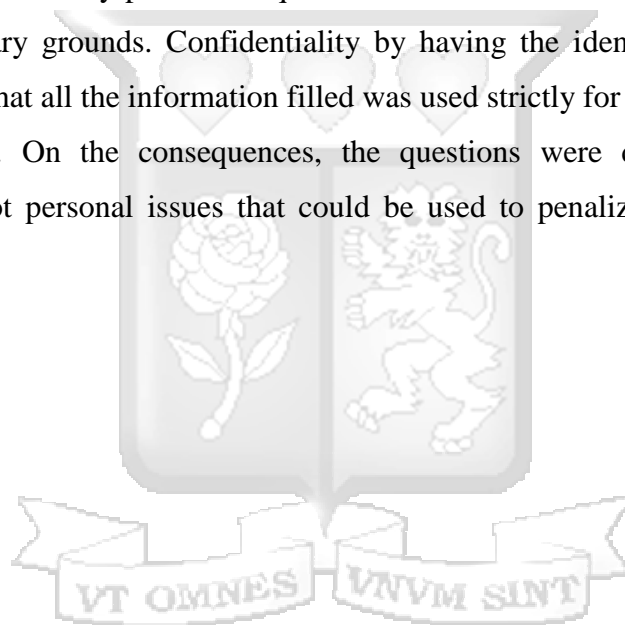 ary grounds. Confidentiality by having the iden
hat all the information filled was used strictly for
. On the consequences, the questions were
ot personal issues that could be used to penaliz
VT OMNES VNVM SINT